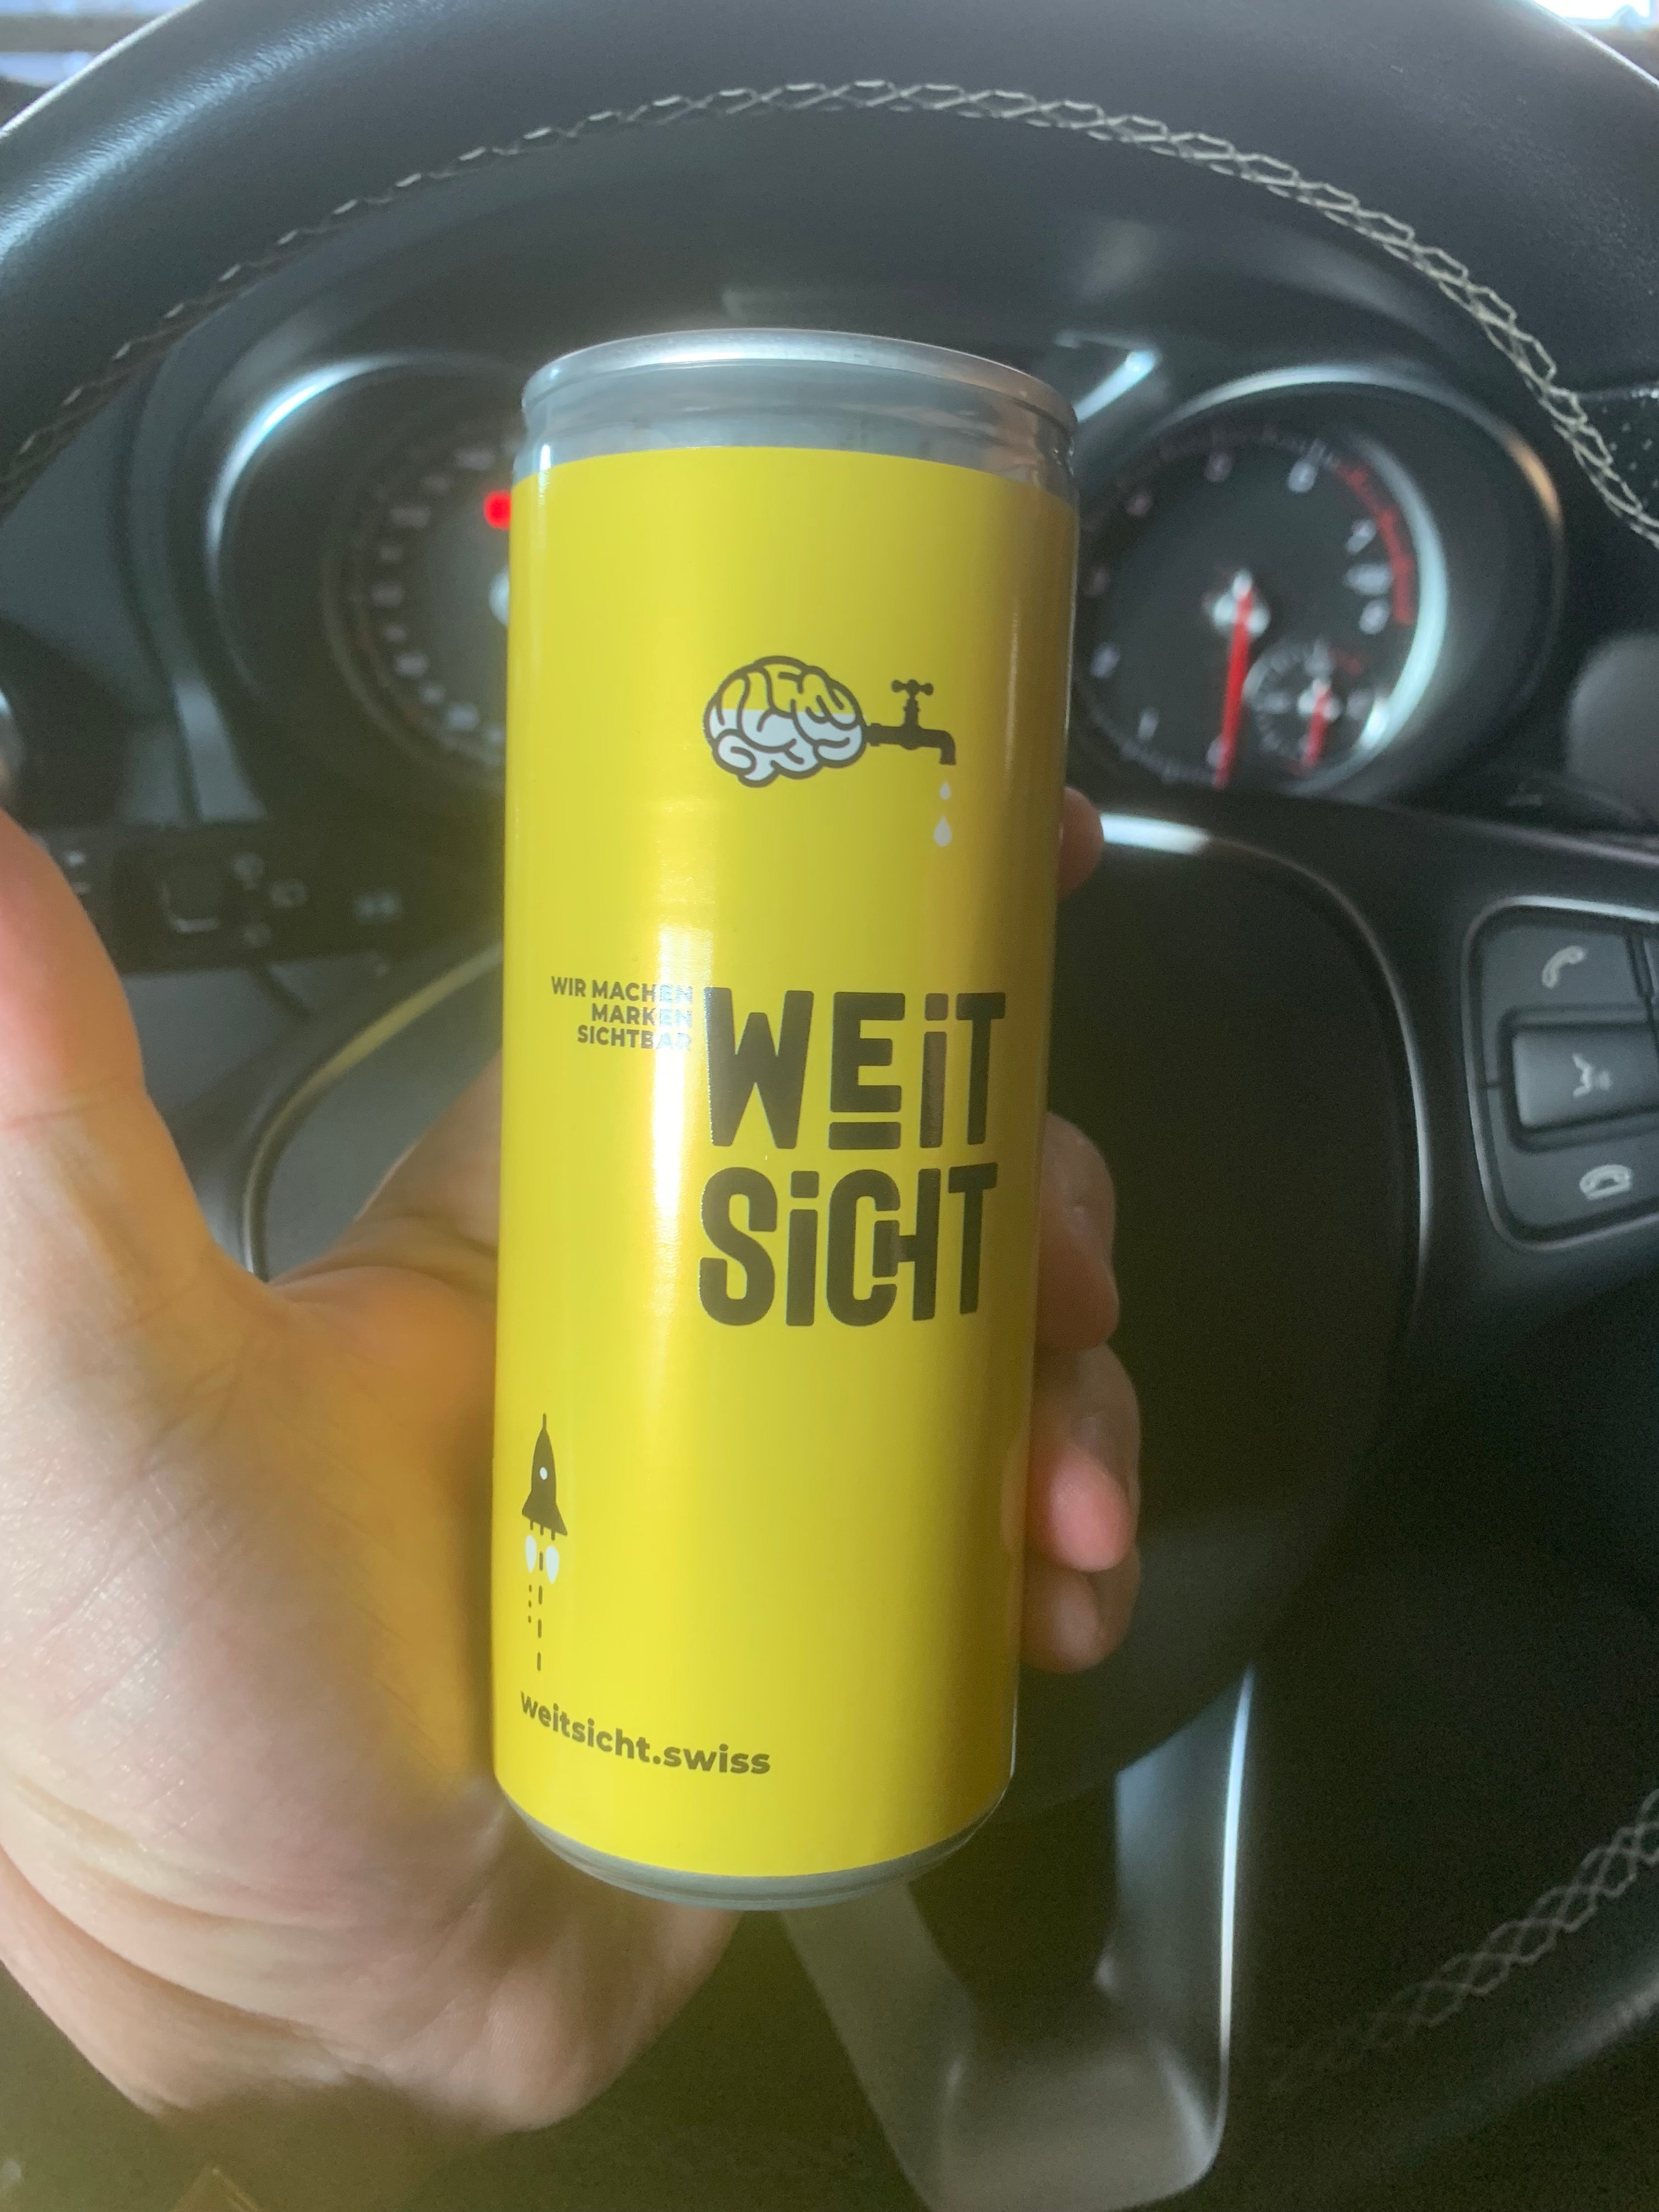 WIR MACHEN
MARKEN
SICHTBAR
WEiT
SiCHT
weitsicht.swiss